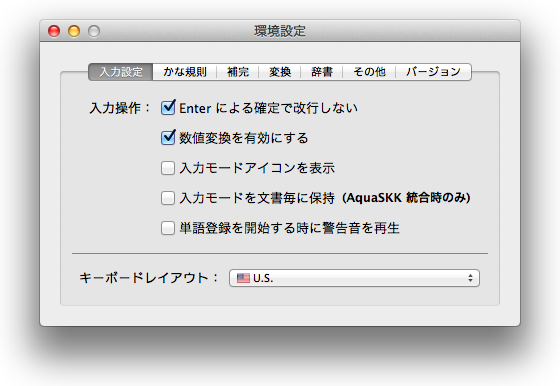 環境設定
入力設定 かな規則 補完 変換 辞書 その他 バージョン
入力操作： Enter による確定で改行しない
数値変換を有効にする
入力モードアイコンを表示
入力モードを文書毎に保持 (AquaSKK 統合時のみ)
単語登録を開始する時に警告音を再生
キーボードレイアウト： U.S.